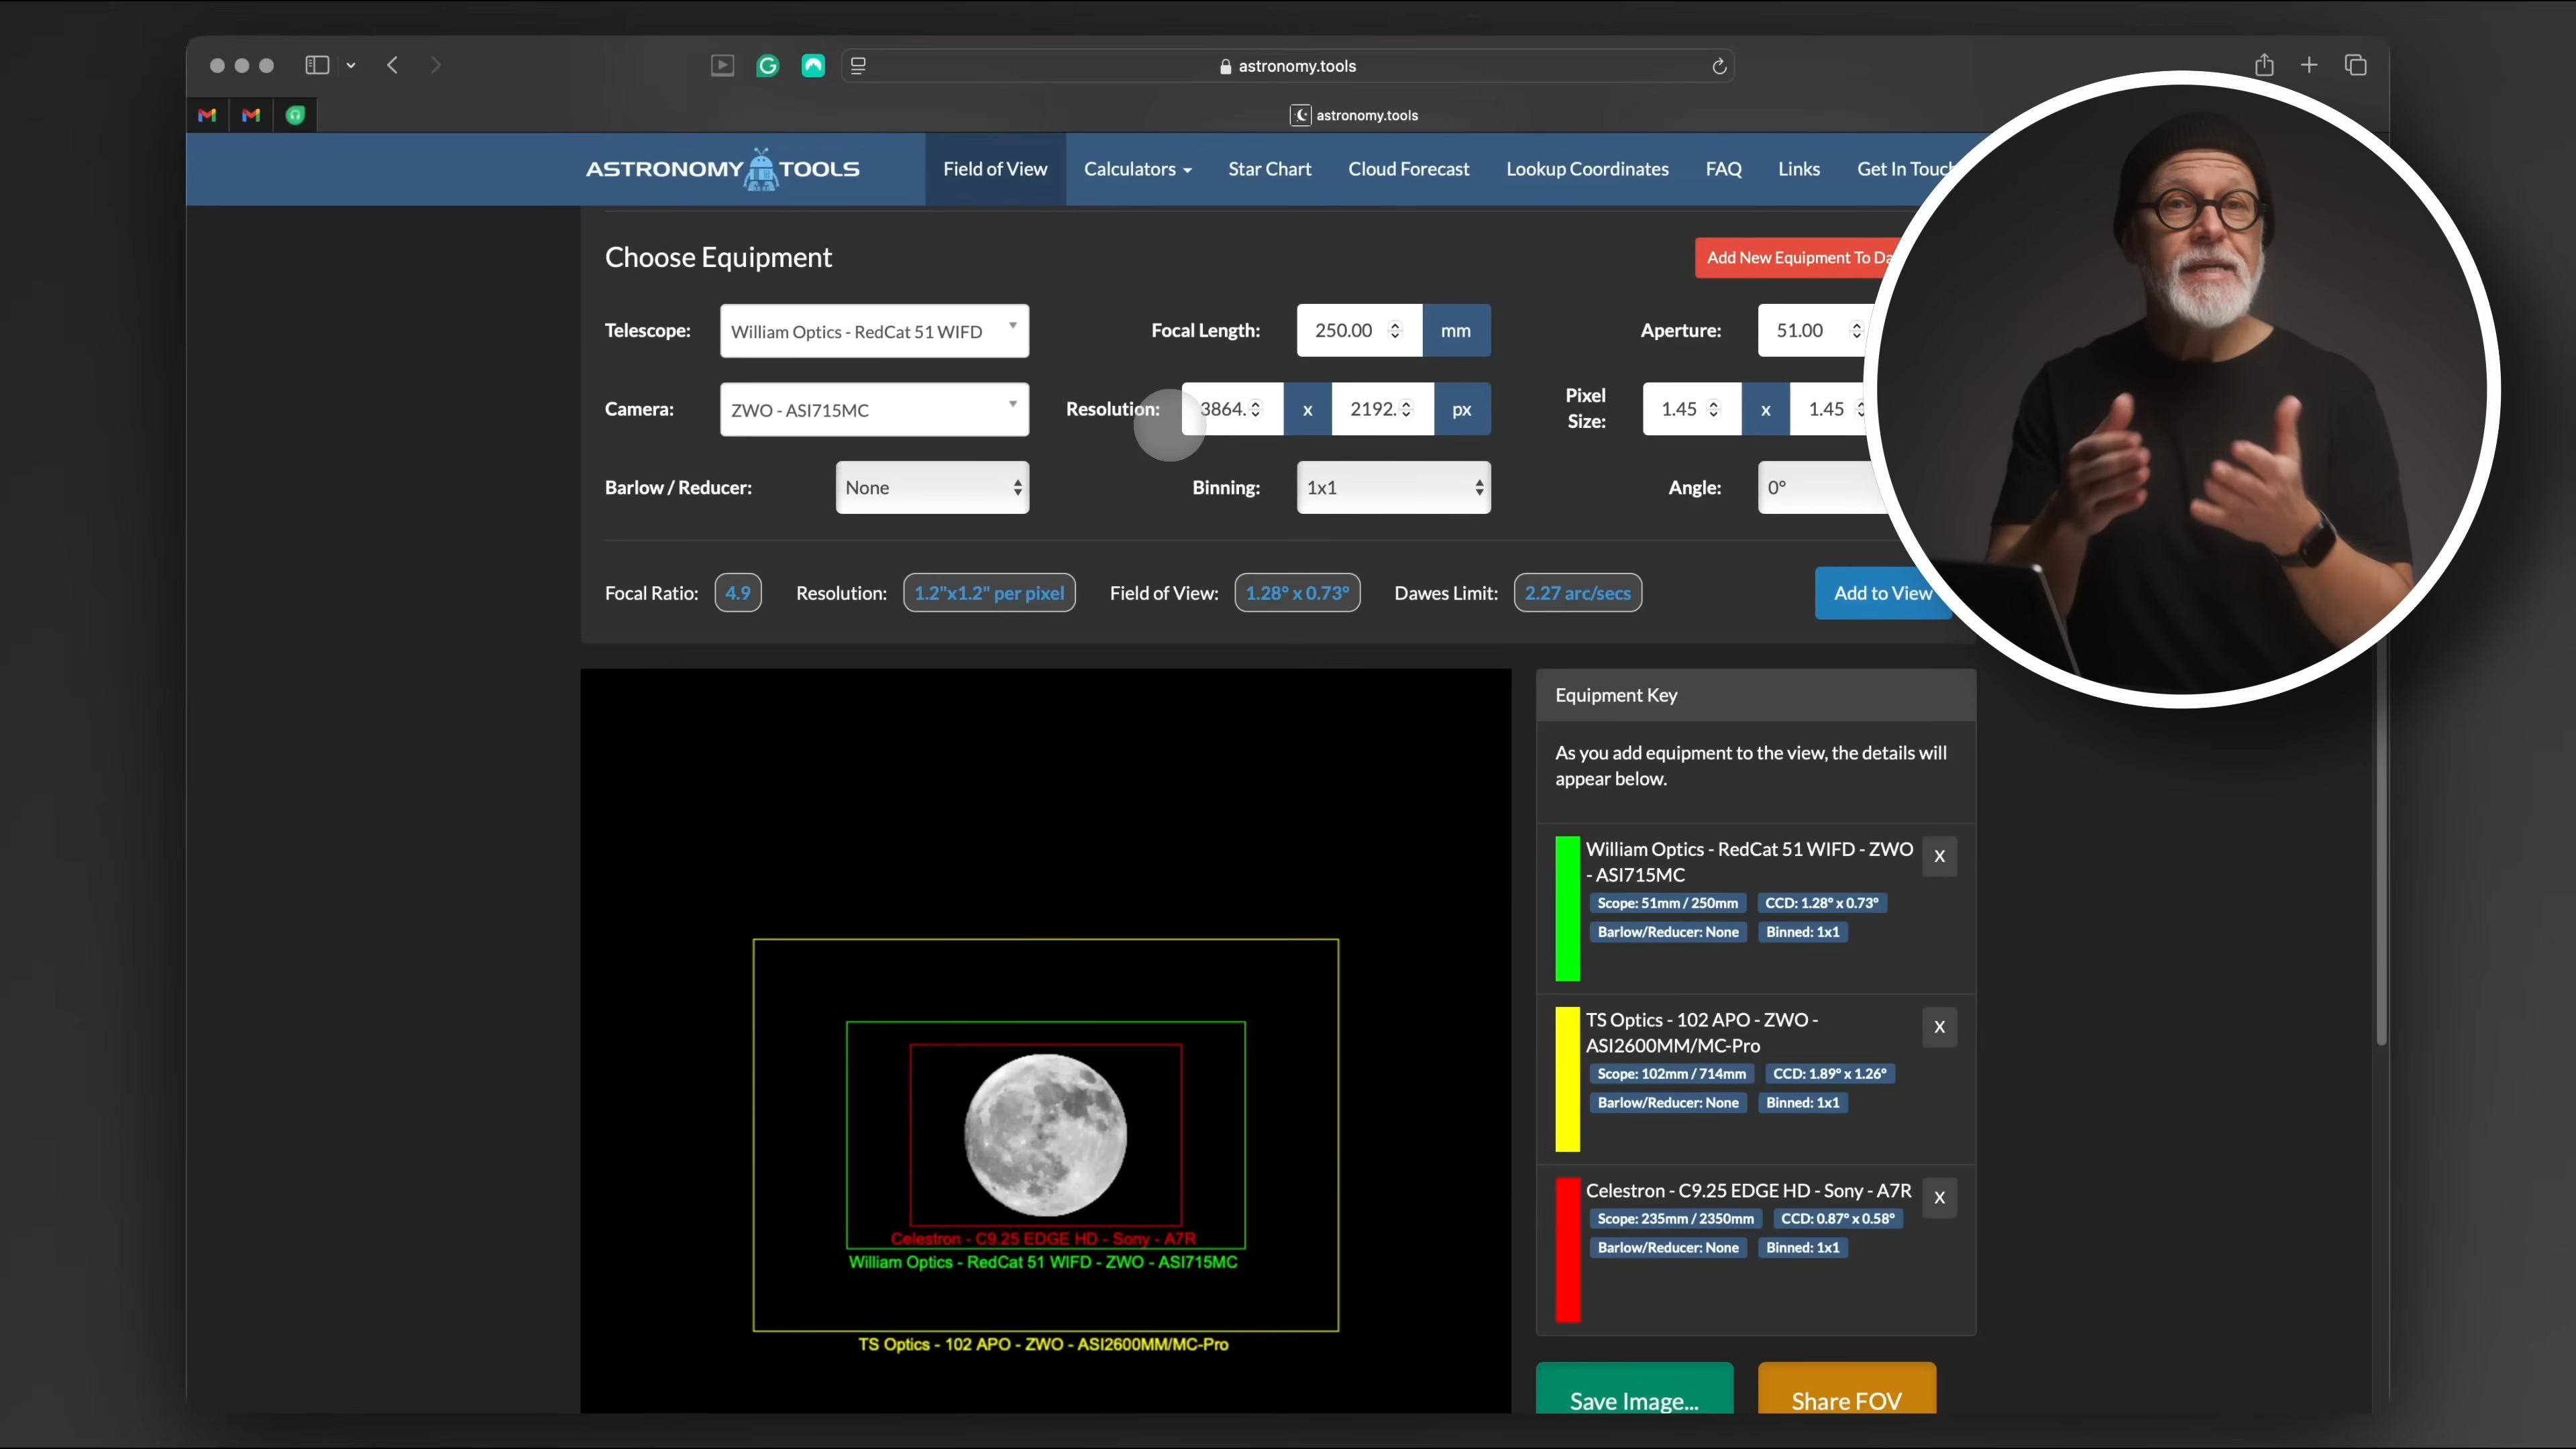 astronomy.tools
astronomy.tools
ASTRONOMY TOOLS
Field of View
Calculators
Star Chart
Cloud Forecast
Lookup Coordinates
FAQ
Links
Get In Touch
Choose Equipment
Add New Equipment To Da
Telescope: William Optics - RedCat 51 WIFD
Focal Length: 250.00 mm
Aperture: 51.00
Camera: ZWO - ASI715MC
Resolution: 3864. x 2192. px
Pixel Size: 1.45 x 1.45
Barlow / Reducer: None
Binning: 1x1
Angle: 0°
Focal Ratio: 4.9
Resolution: 1.2"x1.2" per pixel
Field of View: 1.28° x 0.73°
Dawes Limit: 2.27 arc/secs
Add to View
Celestron - C9.25 EDGE HD - Sony - A7R
William Optics - RedCat 51 WIFD - ZWO - ASI715MC
TS Optics - 102 APO - ZWO - ASI2600MM/MC-Pro
Equipment Key
As you add equipment to the view, the details will
appear below.
William Optics - RedCat 51 WIFD - ZWO
- ASI715MC
X
Scope: 51mm / 250mm CCD: 1.28° x 0.73°
Barlow/Reducer: None Binned: 1x1
TS Optics - 102 APO - ZWO -
ASI2600MM/MC-Pro
X
Scope: 102mm / 714mm CCD: 1.89° x 1.26°
Barlow/Reducer: None Binned: 1x1
Celestron - C9.25 EDGE HD - Sony - A7R
X
Scope: 235mm / 2350mm CCD: 0.87° x 0.58°
Barlow/Reducer: None Binned: 1x1
Save Image...
Share FOV